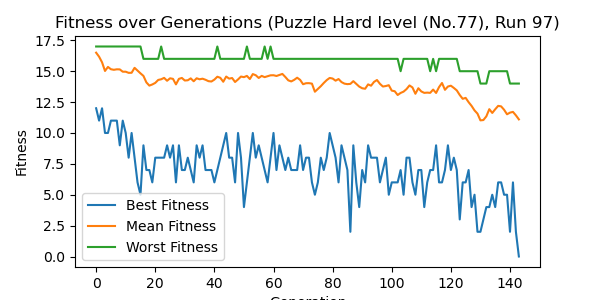 Fitness over Generations (Puzzle Hard level (No.77), Run 97)
17.5
15.0
12.5
10.0
7.5
5.0
2.5
0.0
Fitness
Best Fitness
Mean Fitness
Worst Fitness
0 20 40 60 80 100 120 140
Generation